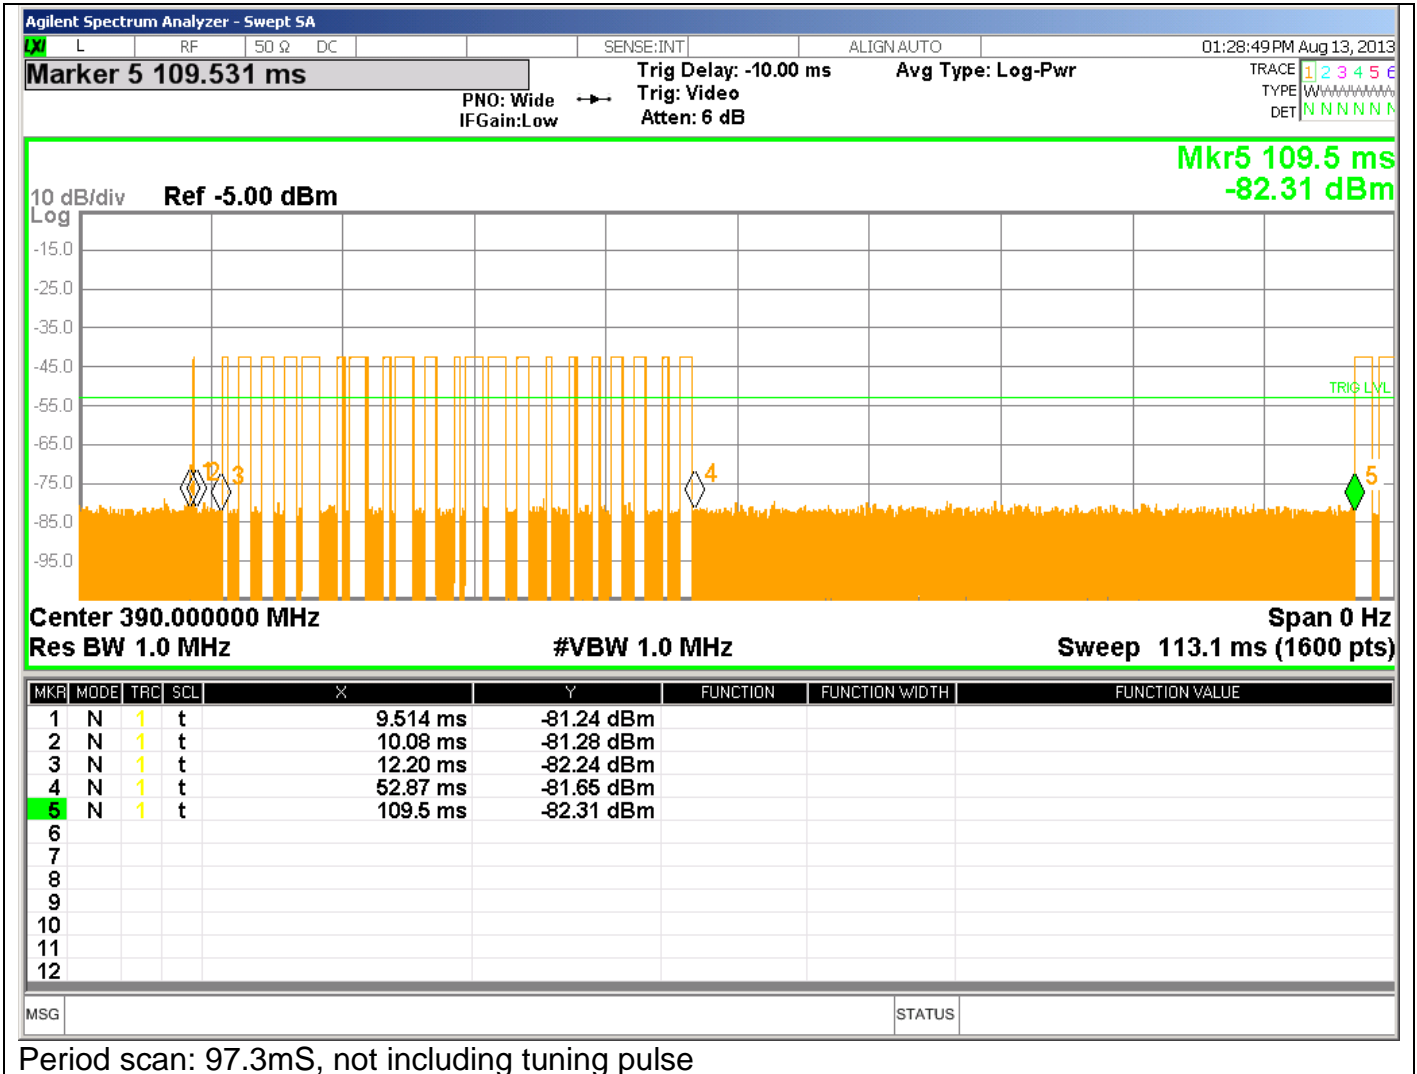 Agilent Spectrum Analyzer - Swept SA
LXI L RF 50 Ω DC SENSE:INT ALIGN AUTO 01:28:49 PM Aug 13, 2013
Marker 5 109.531 ms
PNO: Wide
IFGain:Low
Trig Delay: -10.00 ms
Trig: Video
Atten: 6 dB
Avg Type: Log-Pwr
TRACE 1 2 3 4 5 6
TYPE WWWWWW
DET N N N N N N
Mkr5 109.5 ms
-82.31 dBm
10 dB/div Ref -5.00 dBm
Log
-15.0
-25.0
-35.0
-45.0
TRIG LVL
-55.0
-65.0
-75.0
1 2 3 4 5
-85.0
-95.0
Center 390.000000 MHz Span 0 Hz
Res BW 1.0 MHz #VBW 1.0 MHz Sweep 113.1 ms (1600 pts)
MKR MODE TRC SCL X Y FUNCTION FUNCTION WIDTH FUNCTION VALUE
1 N 1 t 9.514 ms -81.24 dBm
2 N 1 t 10.08 ms -81.28 dBm
3 N 1 t 12.20 ms -82.24 dBm
4 N 1 t 52.87 ms -81.65 dBm
5 N 1 t 109.5 ms -82.31 dBm
6
7
8
9
10
11
12
MSG STATUS
Period scan: 97.3mS, not including tuning pulse